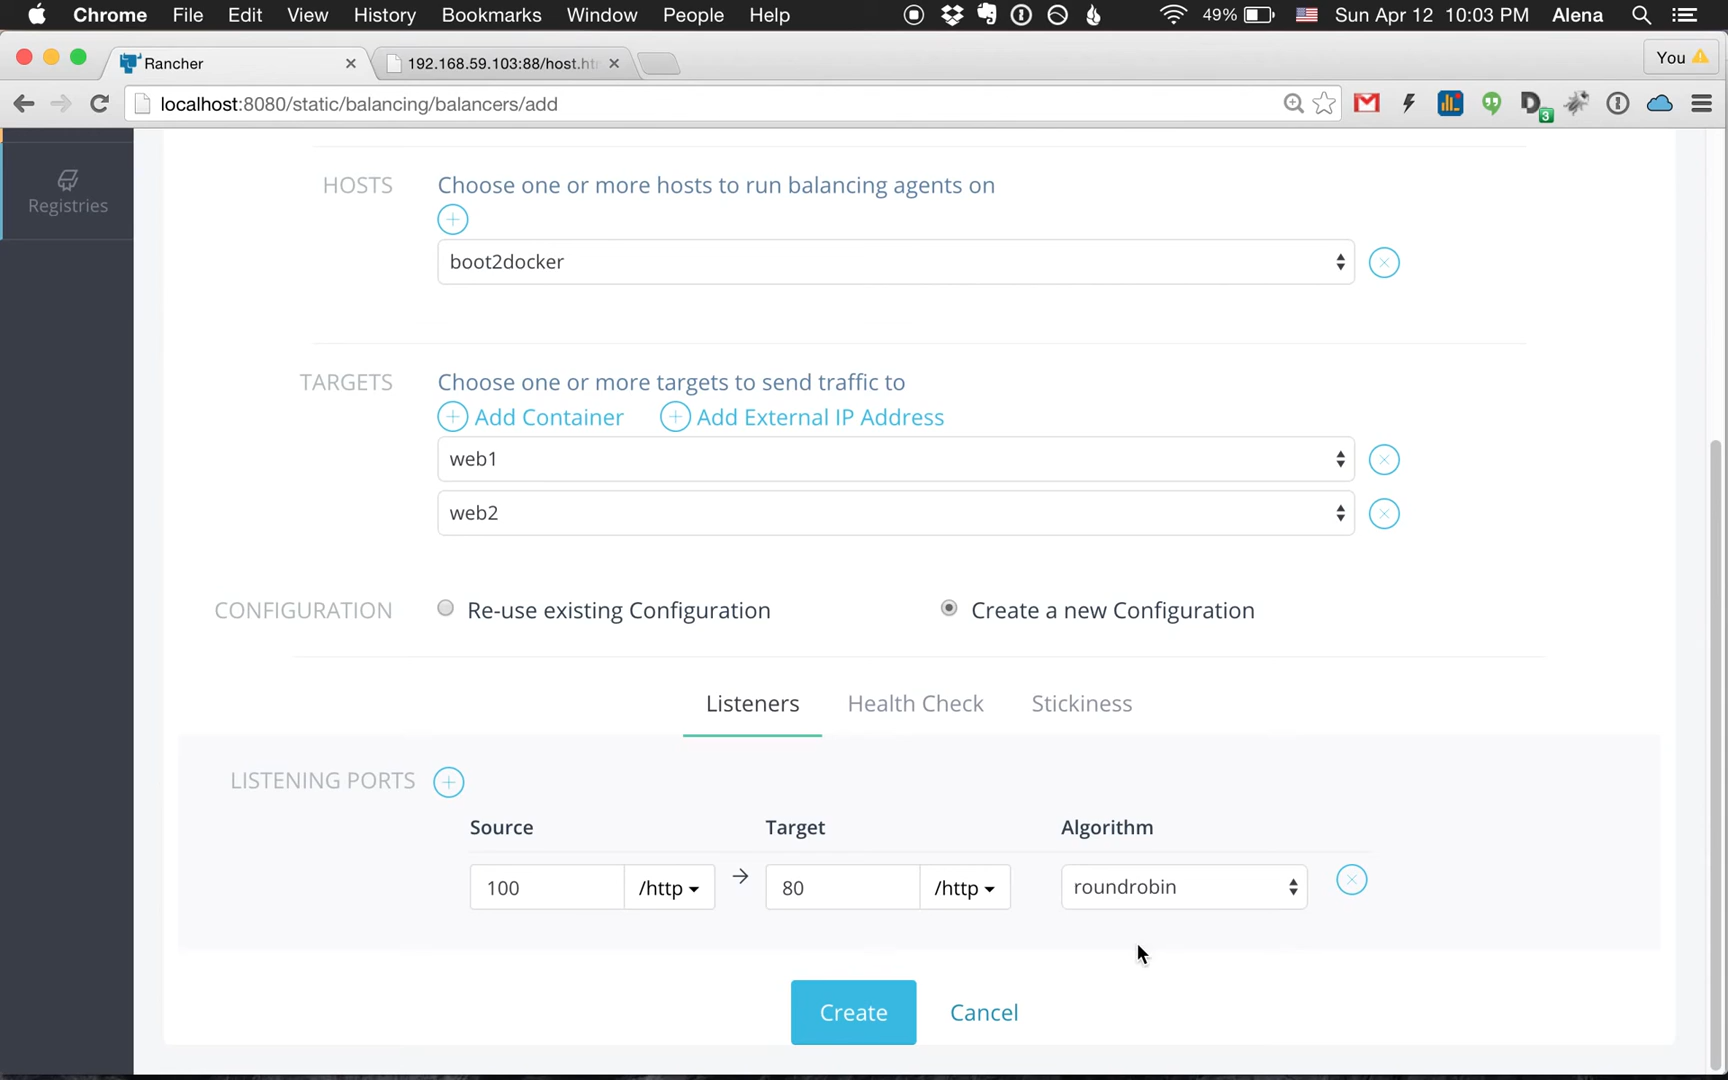 Chrome File Edit View History Bookmarks Window People Help 49% Sun Apr 12 10:03 PM Alena
Rancher 192.168.59.103:88/host.ht You
localhost:8080/static/balancing/balancers/add 3
Registries
HOSTS Choose one or more hosts to run balancing agents on
boot2docker
TARGETS Choose one or more targets to send traffic to
Add Container Add External IP Address
web1
web2
CONFIGURATION Re-use existing Configuration Create a new Configuration
Listeners Health Check Stickiness
LISTENING PORTS
Source Target Algorithm
100 /http → 80 /http roundrobin
Create Cancel